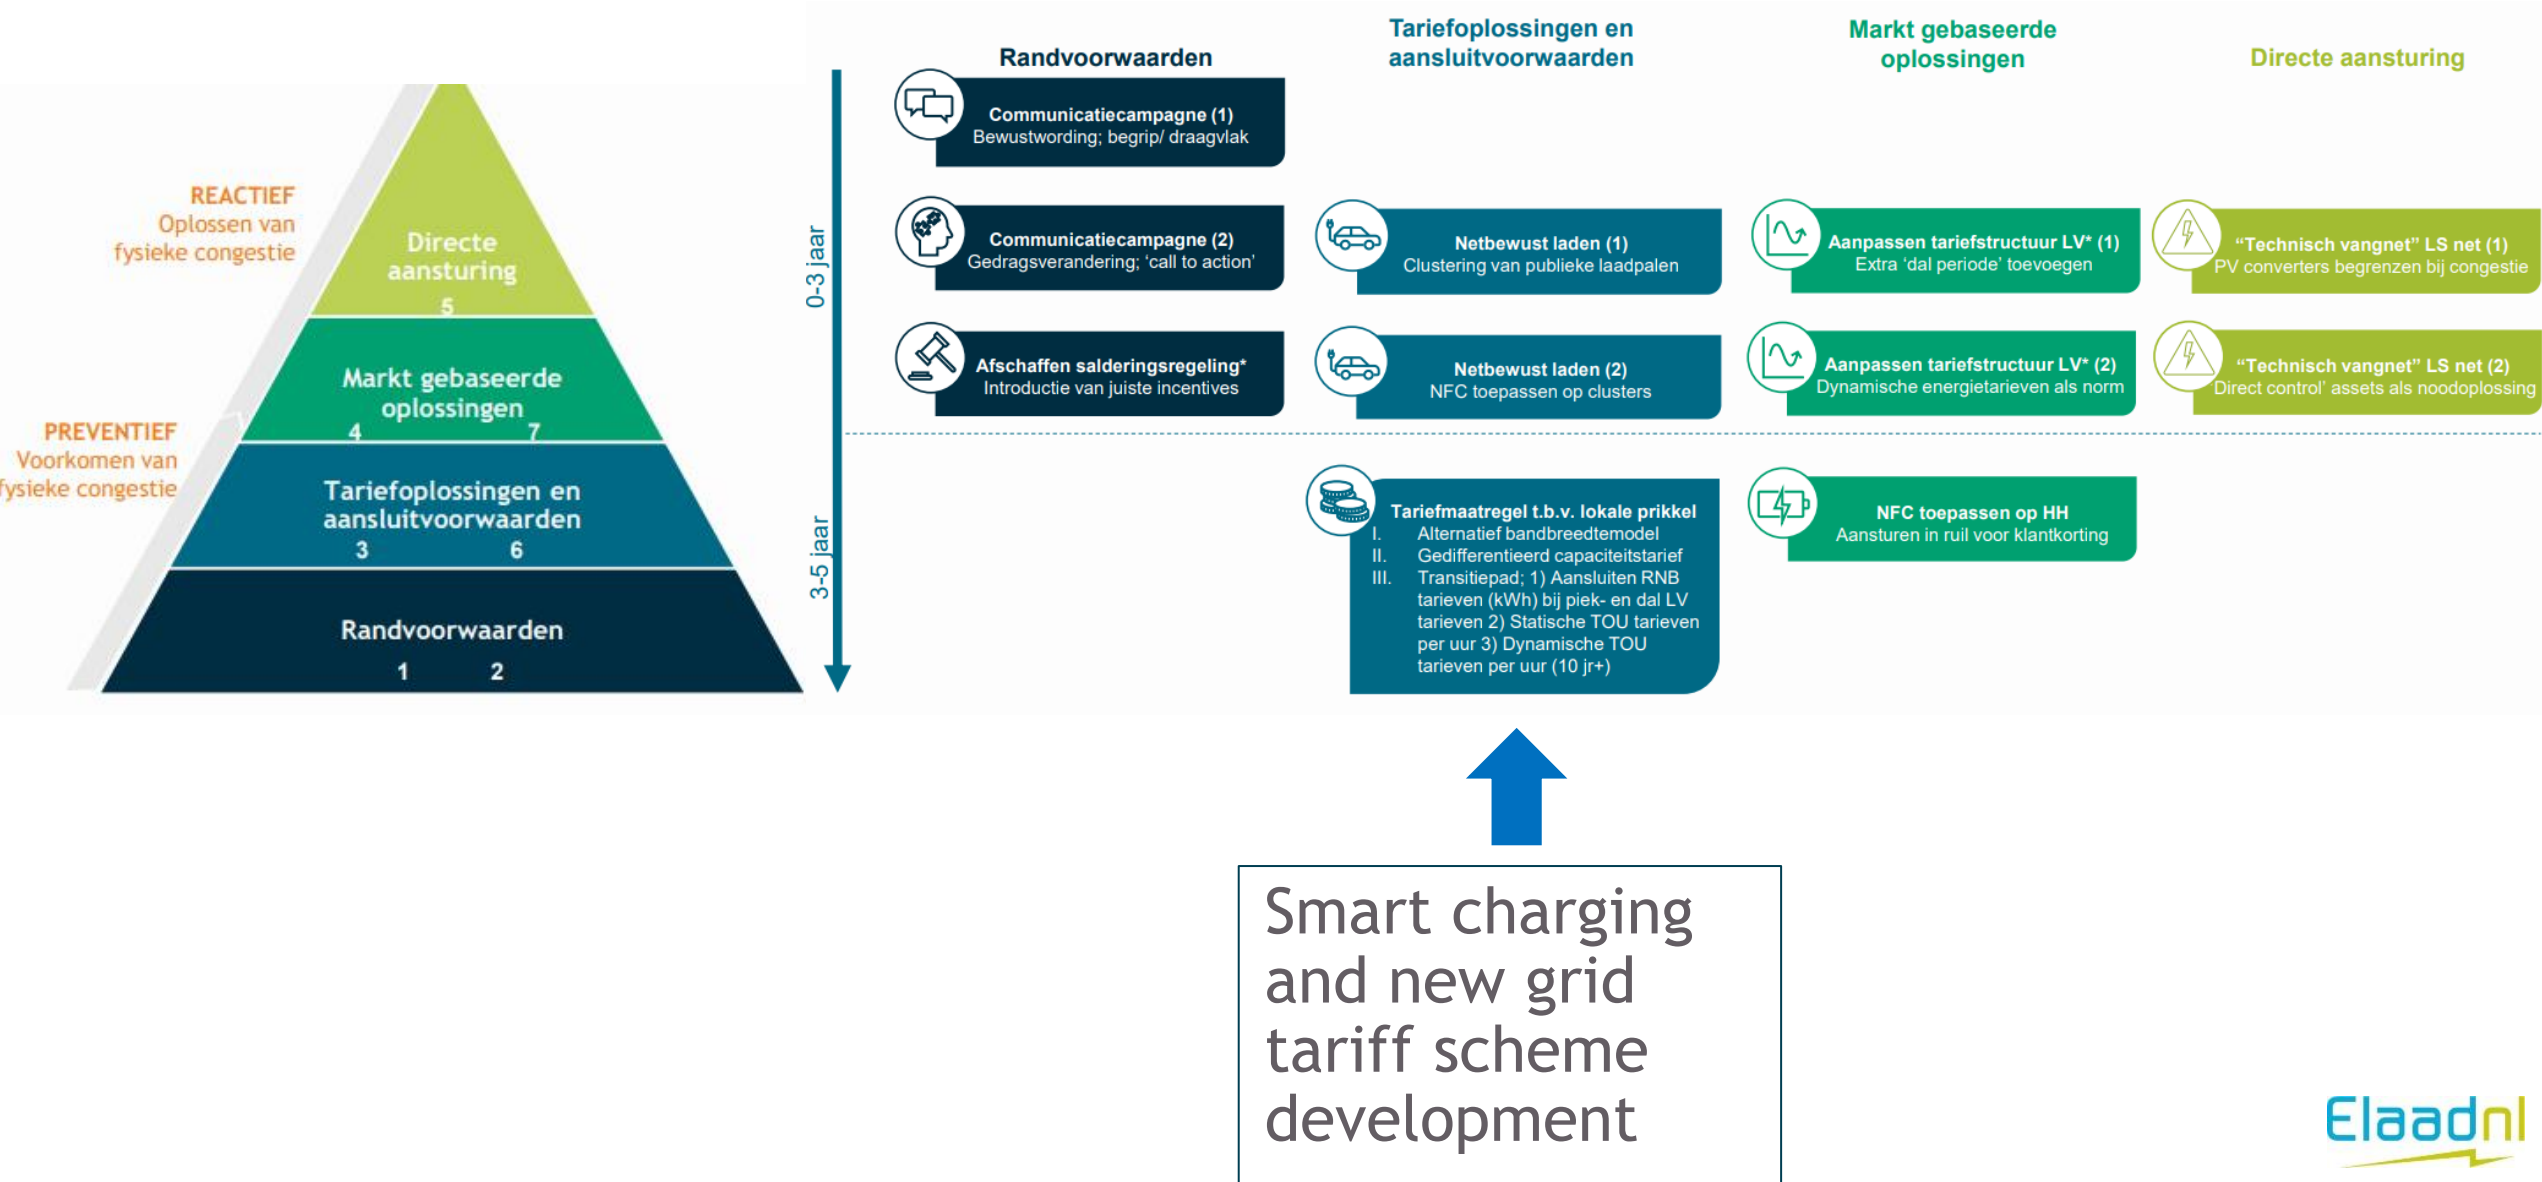 REACTIEF
Oplossen van
fysieke congestie
PREVENTIEF
Voorkomen van
fysieke congestie
Directe
aansturing
5
Markt gebaseerde
oplossingen
4 7
Tariefoplossingen en
aansluitvoorwaarden
3 6
Randvoorwaarden
1 2
0-3 jaar
3-5 jaar
Randvoorwaarden
Communicatiecampagne (1)
Bewustwording; begrip/ draagvlak
Communicatiecampagne (2)
Gedragsverandering; ‘call to action’
Afschaffen salderingsregeling*
Introductie van juiste incentives
Tariefoplossingen en
aansluitvoorwaarden
Netbewust laden (1)
Clustering van publieke laadpalen
Netbewust laden (2)
NFC toepassen op clusters
Tariefmaatregel t.b.v. lokale prikkel
I. Alternatief bandbreedtemodel
II. Gedifferentieerd capaciteitstarief
III. Transitiepad; 1) Aansluiten RNB
tarieven (kWh) bij piek- en dal LV
tarieven 2) Statische TOU tarieven
per uur 3) Dynamische TOU
tarieven per uur (10 jr+)
Markt gebaseerde
oplossingen
Aanpassen tariefstructuur LV* (1)
Extra ‘dal periode’ toevoegen
Aanpassen tariefstructuur LV* (2)
Dynamische energietarieven als norm
NFC toepassen op HH
Aansturen in ruil voor klantkorting
Directe aansturing
“Technisch vangnet” LS net (1)
PV converters begrenzen bij congestie
“Technisch vangnet” LS net (2)
Direct control’ assets als noodoplossing
Smart charging
and new grid
tariff scheme
development
Elaadnl